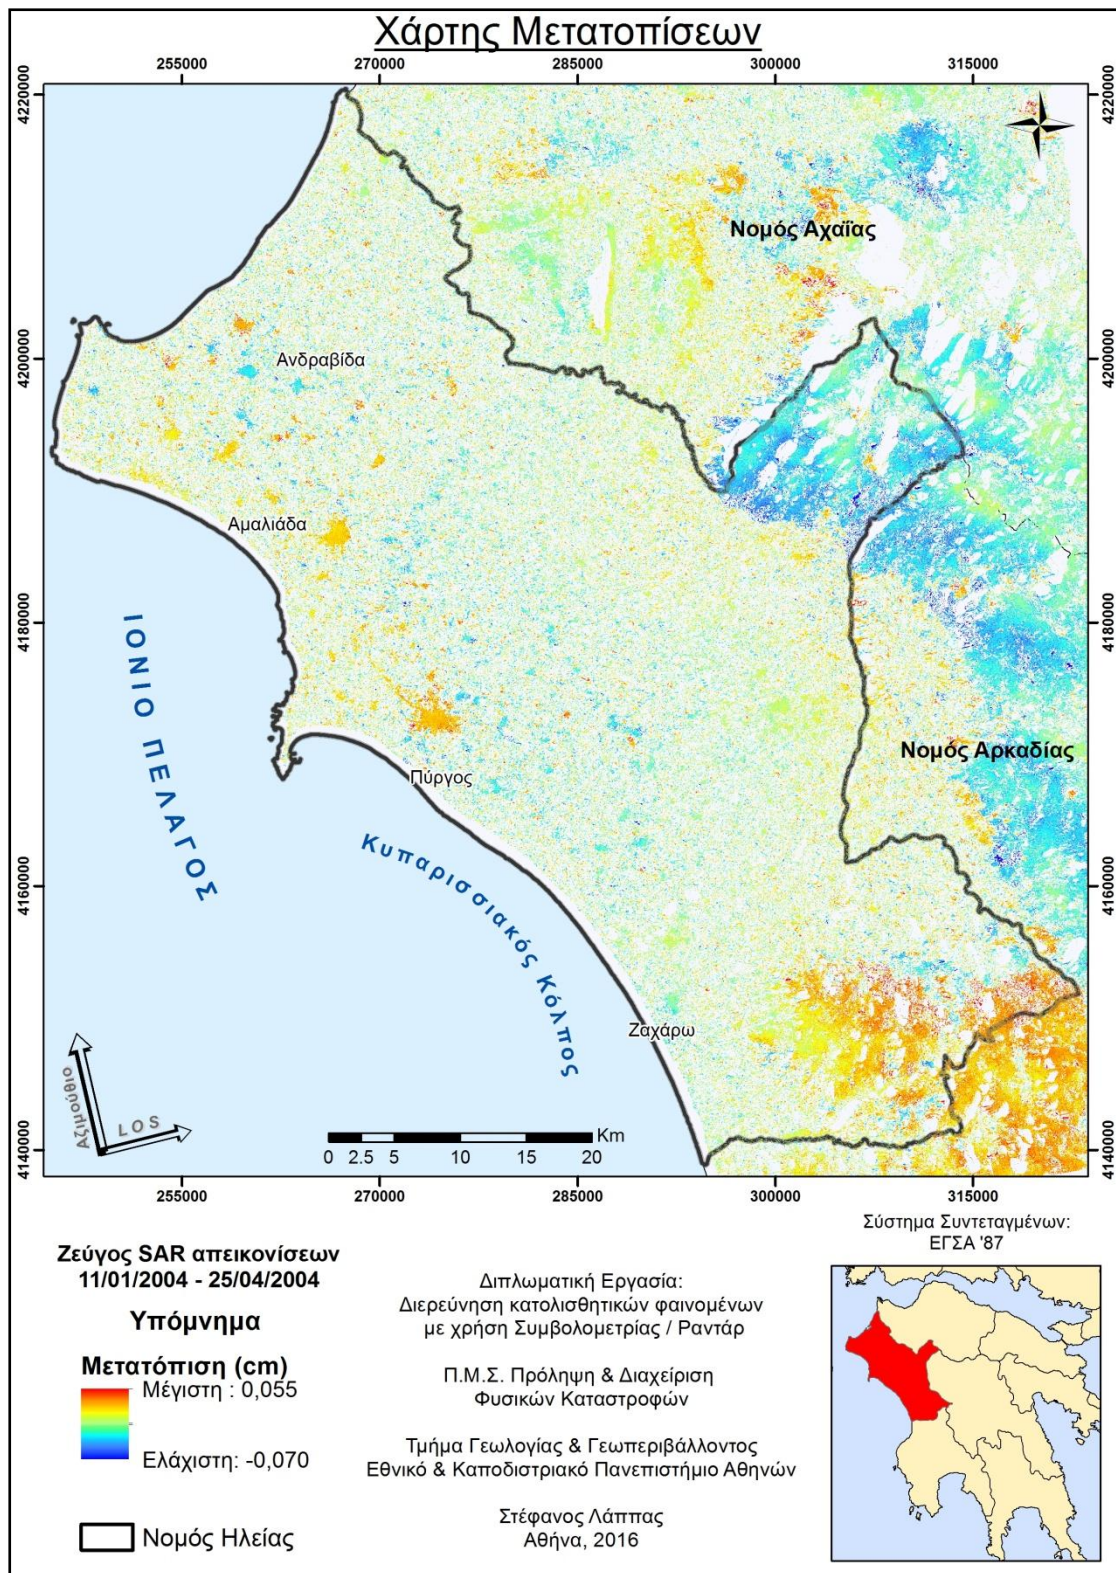 Χάρτης Μετατοπίσεων
255000 270000 285000 300000 315000
4220000 4220000
Νομός Αχαΐας
4200000 4200000
Ανδραβίδα
Αμαλιάδα
4180000 4180000
ΙΟΝΙΟ ΠΕΛΑΓΟΣ
Νομός Αρκαδίας
Πύργος
Κυπαρισσιακός Κόλπος
4160000 4160000
Ζαχάρω
Αζιμούθιο
LOS
Km
0 2.5 5 10 15 20
4140000 4140000
255000 270000 285000 300000 315000
Σύστημα Συντεταγμένων:
ΕΓΣΑ '87
Ζεύγος SAR απεικονίσεων
11/01/2004 - 25/04/2004
Υπόμνημα
Μετατόπιση (cm)
Μέγιστη : 0,055
Ελάχιστη: -0,070
Νομός Ηλείας
Διπλωματική Εργασία:
Διερεύνηση κατολισθητικών φαινομένων
με χρήση Συμβολομετρίας / Ραντάρ
Π.Μ.Σ. Πρόληψη & Διαχείριση
Φυσικών Καταστροφών
Τμήμα Γεωλογίας & Γεωπεριβάλλοντος
Εθνικό & Καποδιστριακό Πανεπιστήμιο Αθηνών
Στέφανος Λάππας
Αθήνα, 2016